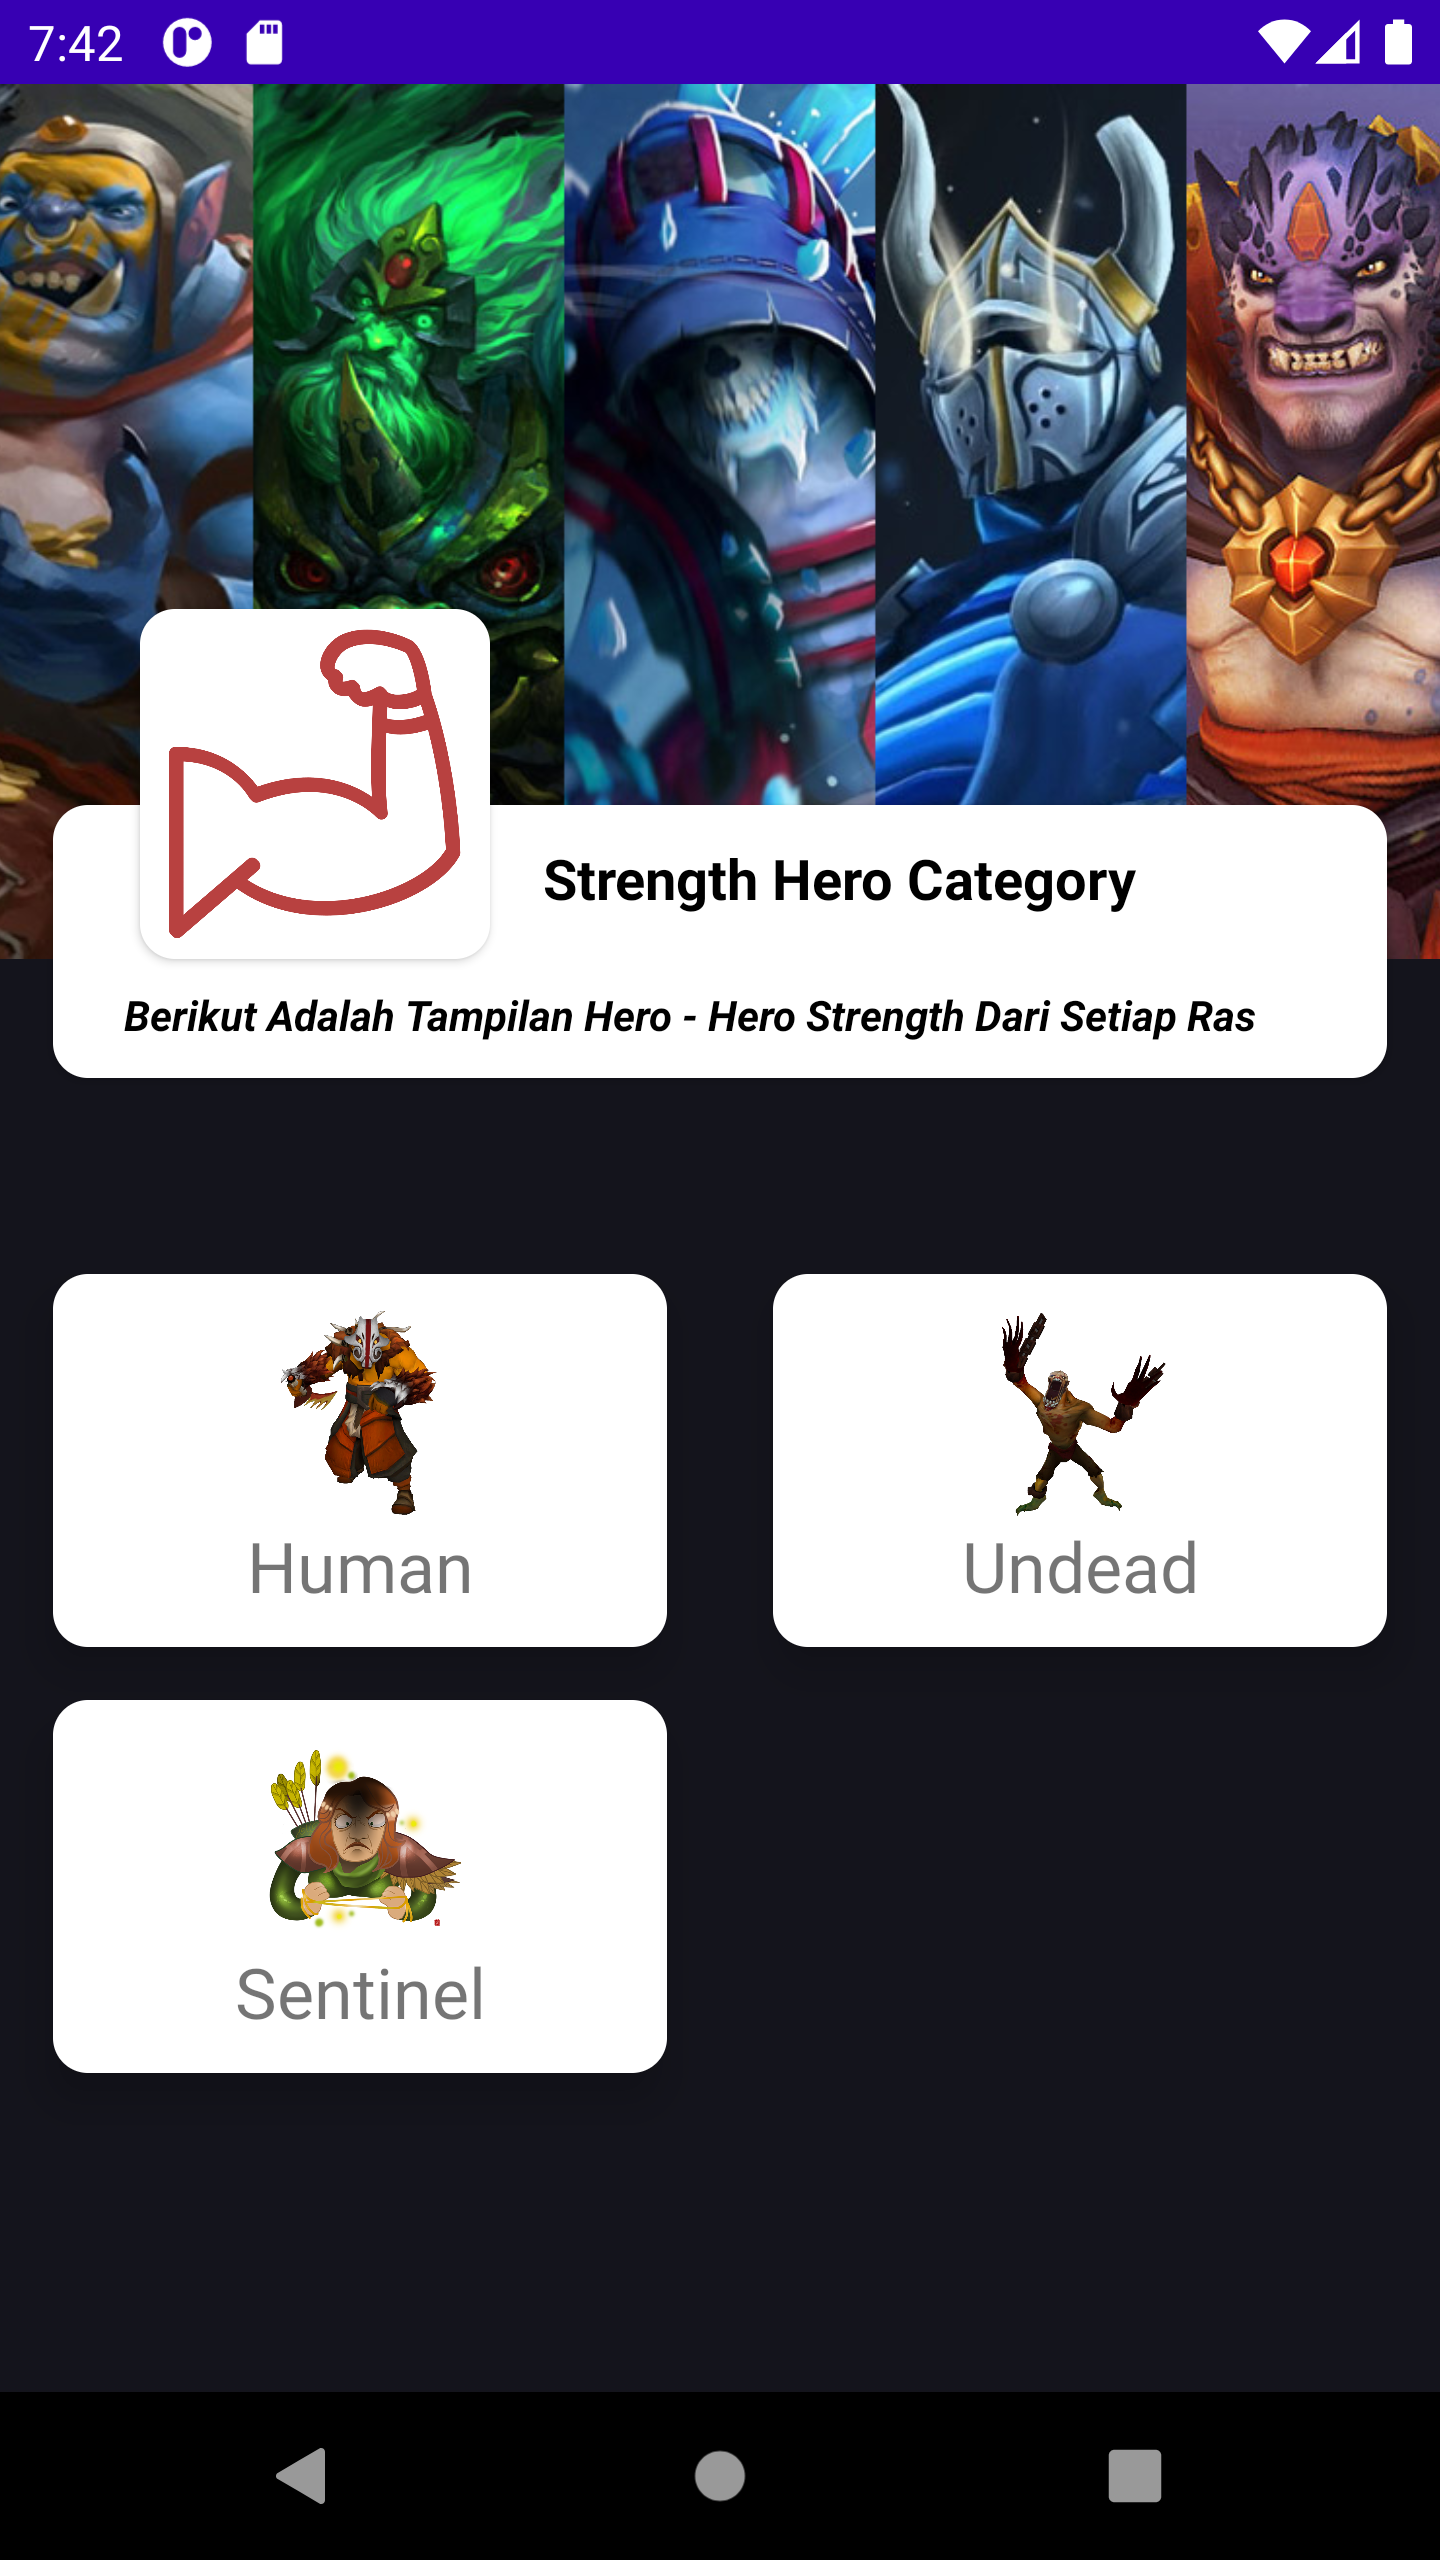 7:42
Strength Hero Category
Berikut Adalah Tampilan Hero - Hero Strength Dari Setiap Ras
Human
Undead
Sentinel